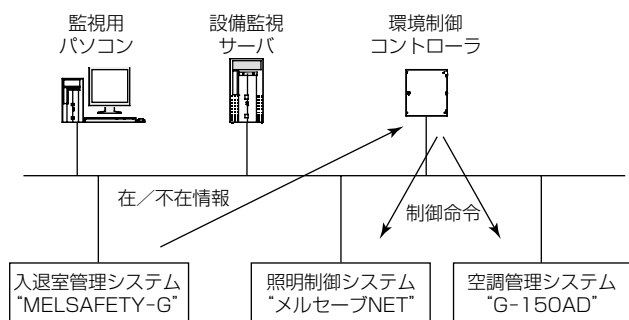 監視用
パソコン
設備監視
サーバ
環境制御
コントローラ
在／不在情報
制御命令
入退室管理システム
“MELSAFETY-G”
照明制御システム
“メルセーブNET”
空調管理システム
“G-150AD”